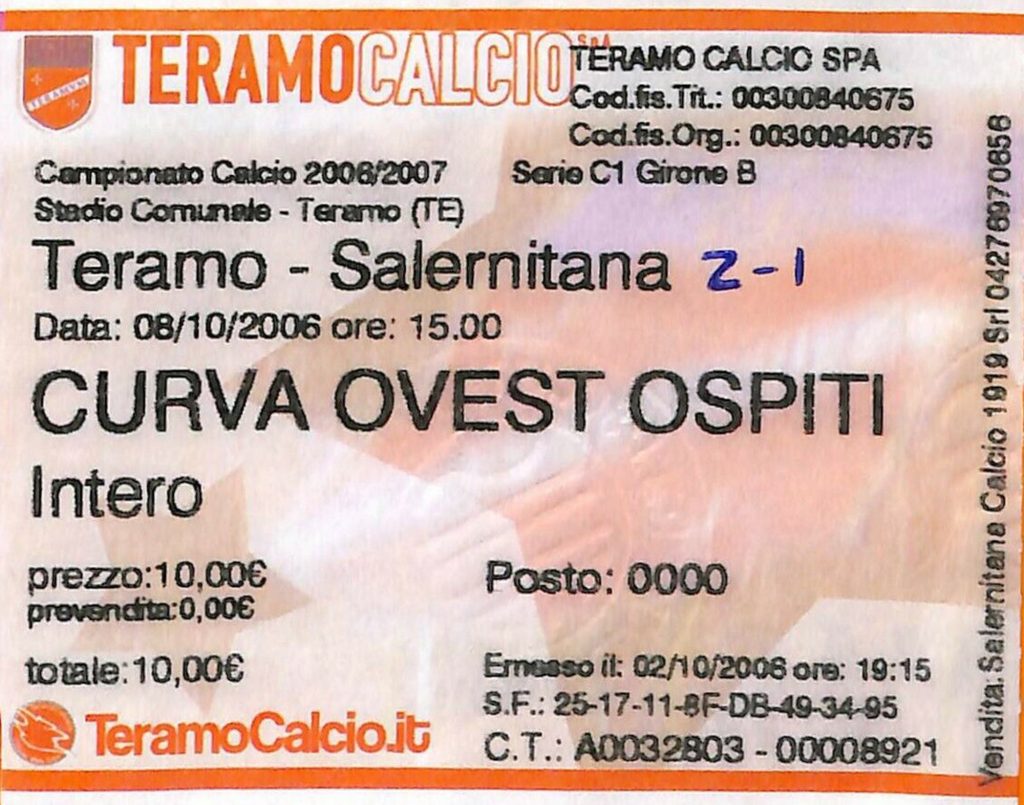 TERAMOCALCIO SpA
TERAMO CALCIO SPA
Cod.fis.Tit.: 00300840675
Cod.fis.Org.: 00300840675
Campionato Calcio 2006/2007 Serie C1 Girone B
Stadio Comunale - Teramo (TE)
Teramo - Salernitana 2-1
Data: 08/10/2006 ore: 15.00
CURVA OVEST OSPITI
Intero
prezzo:10,00€ Posto: 0000
prevendita:0,00€
totale:10,00€
Emesso il: 02/10/2006 ore: 19:15
S.F.: 25-17-11-8F-DB-49-34-95
C.T.: A0032803 - 00008921
TeramoCalcio.it
Vendita: Salernitana Calcio 1919 Srl 04276970656